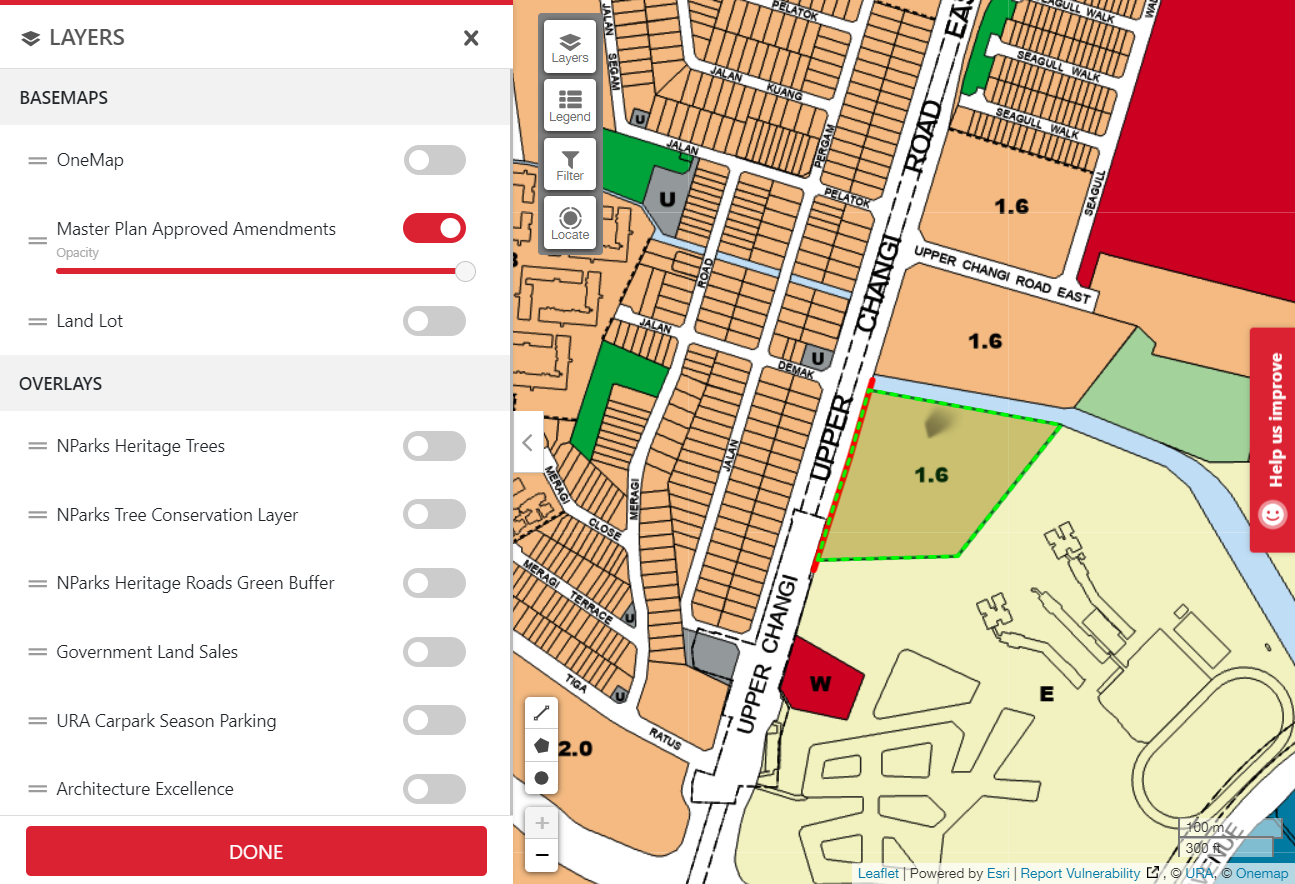 LAYERS
BASEMAPS
OneMap
Master Plan Approved Amendments
Opacity
Land Lot
OVERLAYS
NParks Heritage Trees
NParks Tree Conservation Layer
NParks Heritage Roads Green Buffer
Government Land Sales
URA Carpark Season Parking
Architecture Excellence
DONE
Layers
Legend
Filter
Locate
JALAN
SEGAM
PELATOK
JALAN
KUANG
PERGAM
U
JALAN
U
PELATOK
ROAD
JALAN
DEMAK
U
JALAN
MERAGI
MERAGI
CLOSE
MERAGI
TERRACE
U
U
TIGA
RATUS
2.0
UPPER CHANGI ROAD EAS
SEAGULL WALK
SEAGULL WALK
SEAGULL WALK
SEAGULL
WAL
1.6
UPPER CHANGI ROAD EAST
1.6
1.6
UPPER CHANGI
W
E
VENUE
Help us improve
+
−
100 m
300 ft
Leaflet | Powered by Esri | Report Vulnerability , © URA, © Onemap